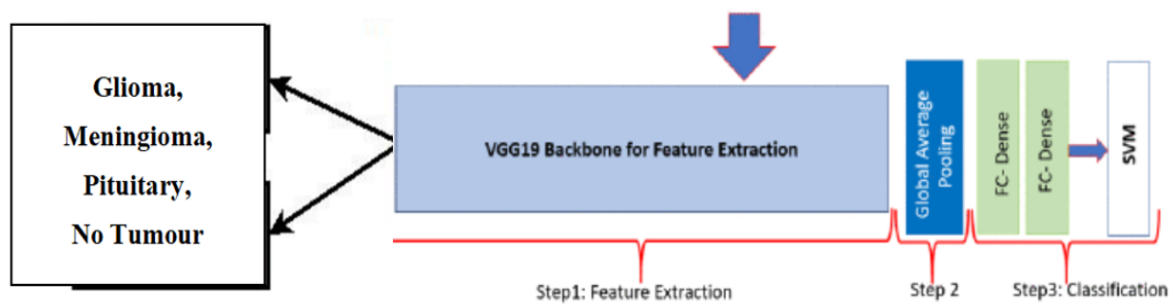 Glioma,
Meningioma,
Pituitary,
No Tumour
VGG19 Backbone for Feature Extraction
Global Average
Pooling
FC- Dense
FC- Dense
SVM
Step1: Feature Extraction
Step 2
Step3: Classification